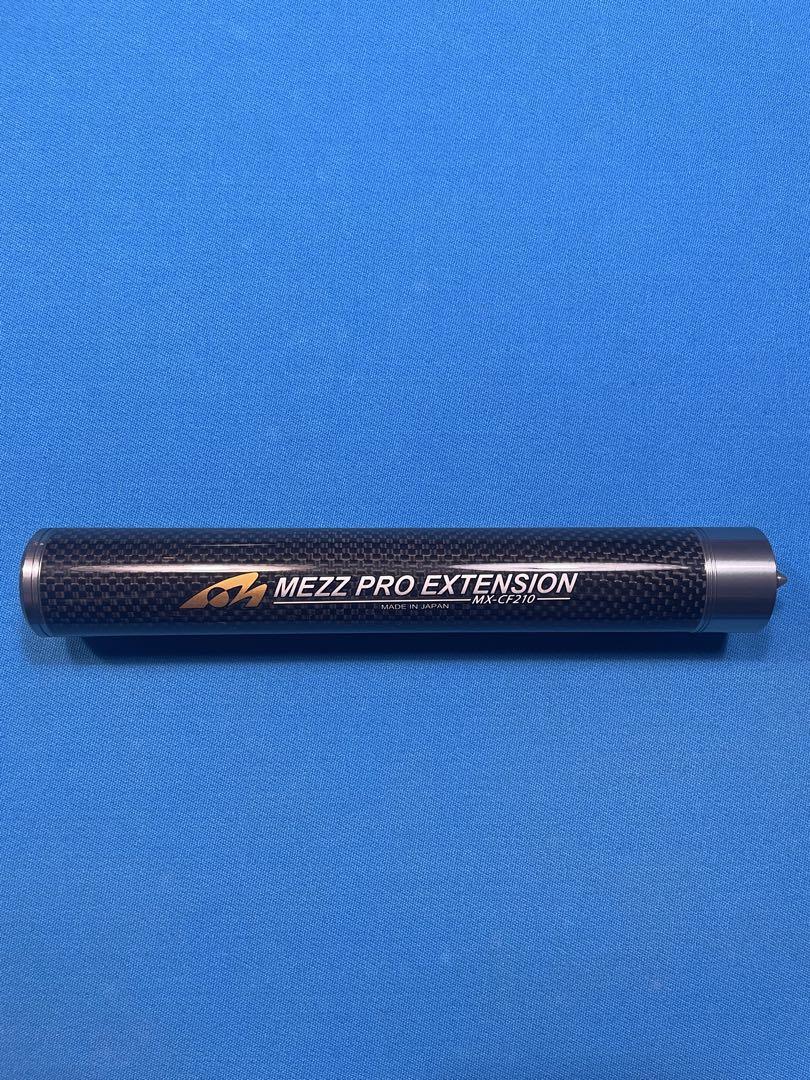 MEZZ PRO EXTENSION
MX-CF210
MADE IN JAPAN